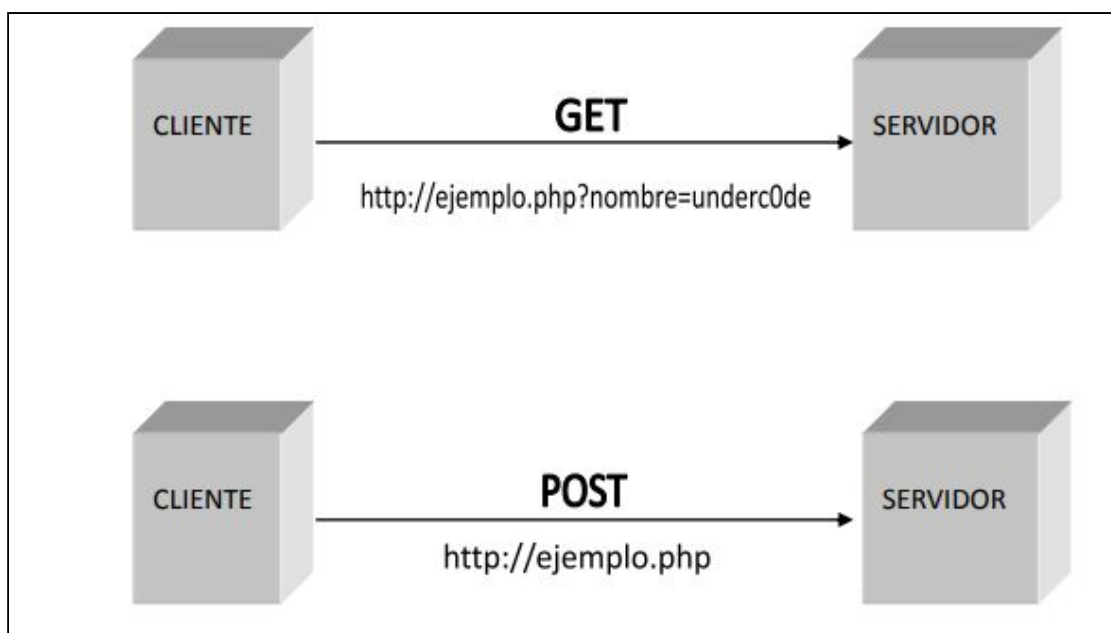 CLIENTE
GET
SERVIDOR
http://ejemplo.php?nombre=underc0de
CLIENTE
POST
SERVIDOR
http://ejemplo.php